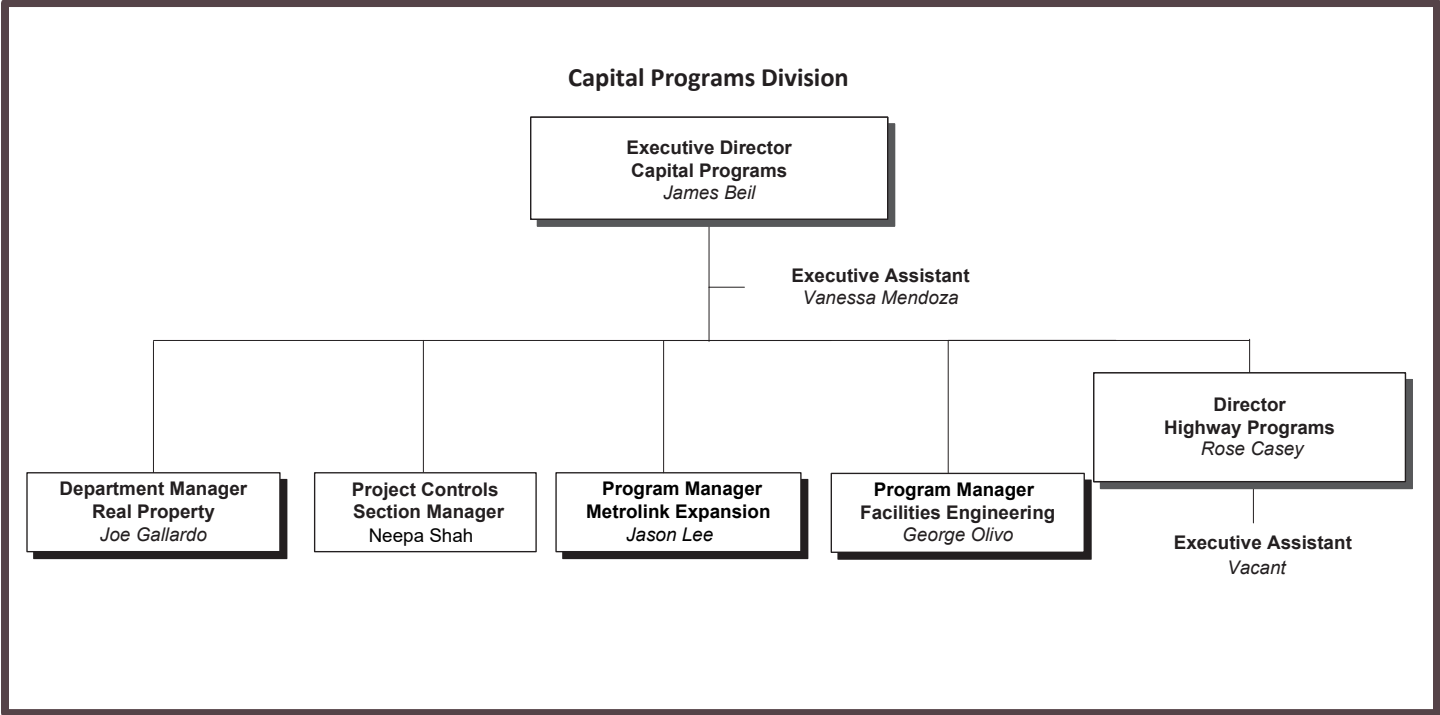 Capital Programs Division
Executive Director
Capital Programs
James Beil
Executive Assistant
Vanessa Mendoza
Department Manager
Real Property
Joe Gallardo
Project Controls
Section Manager
Neepa Shah
Program Manager
Metrolink Expansion
Jason Lee
Program Manager
Facilities Engineering
George Olivo
Director
Highway Programs
Rose Casey
Executive Assistant
Vacant